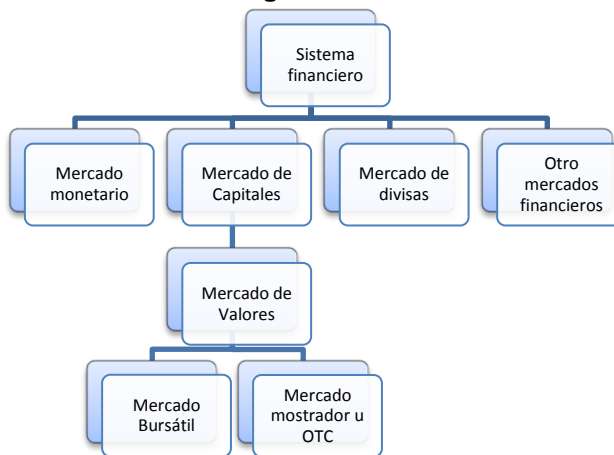 Sistema
financiero
Mercado
monetario
Mercado de
Capitales
Mercado de
divisas
Otro
mercados
financieros
Mercado de
Valores
Mercado
Bursátil
Mercado
mostrador u
OTC